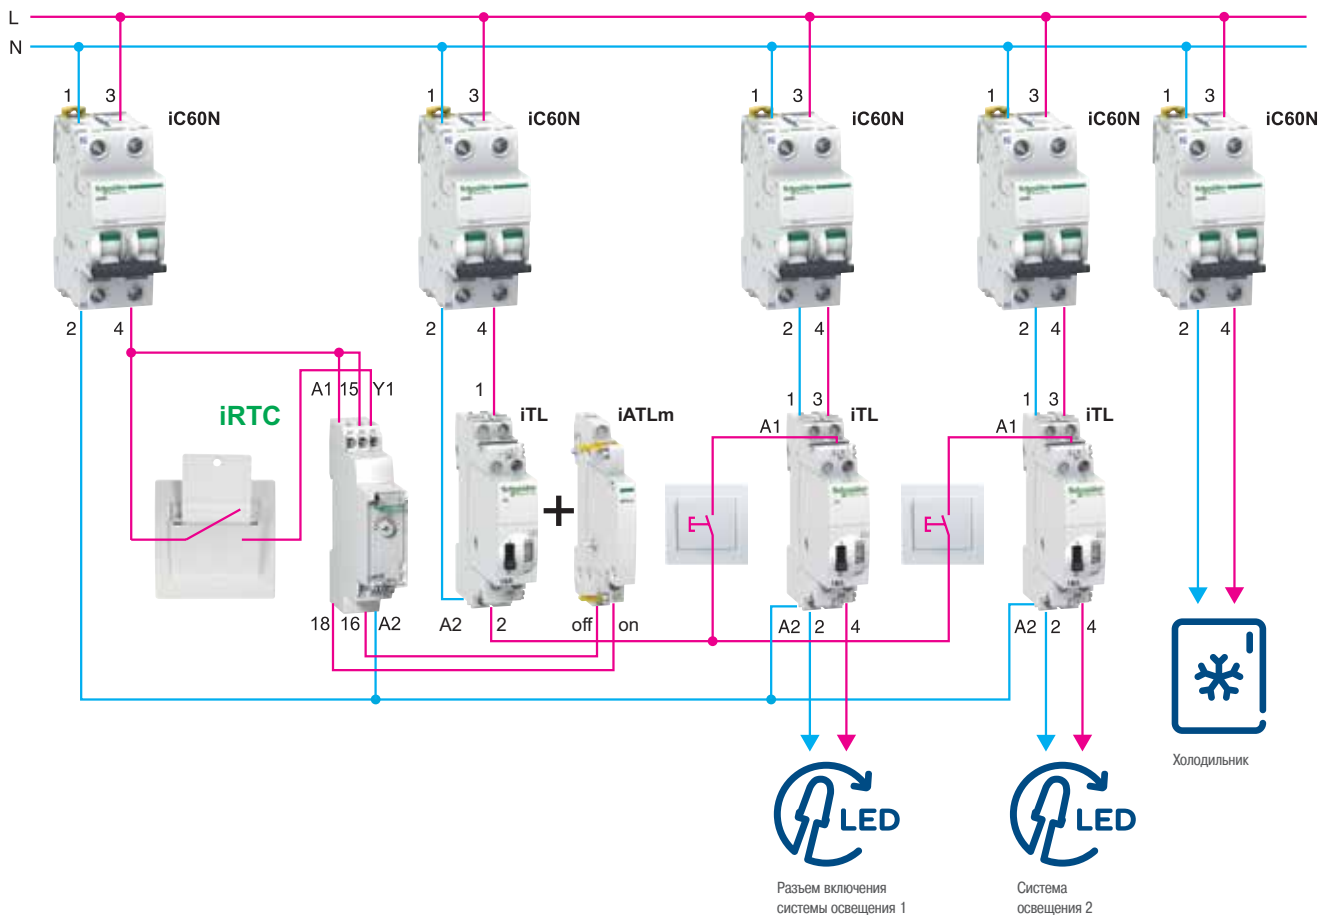 L
N
1 3 iC60N
1 3 iC60N
1 3 iC60N
1 3 iC60N
1 3 iC60N
2 4
2 4
2 4
2 4
2 4
A1 15 Y1
iRTC
1
iTL
iATLm
1 3
iTL
A1
1 3
iTL
A1
+
18 16 A2
A2 2
off on
A2 2 4
A2 2 4
LED
LED
Холодильник
Разъем включения
системы освещения 1
Система
освещения 2